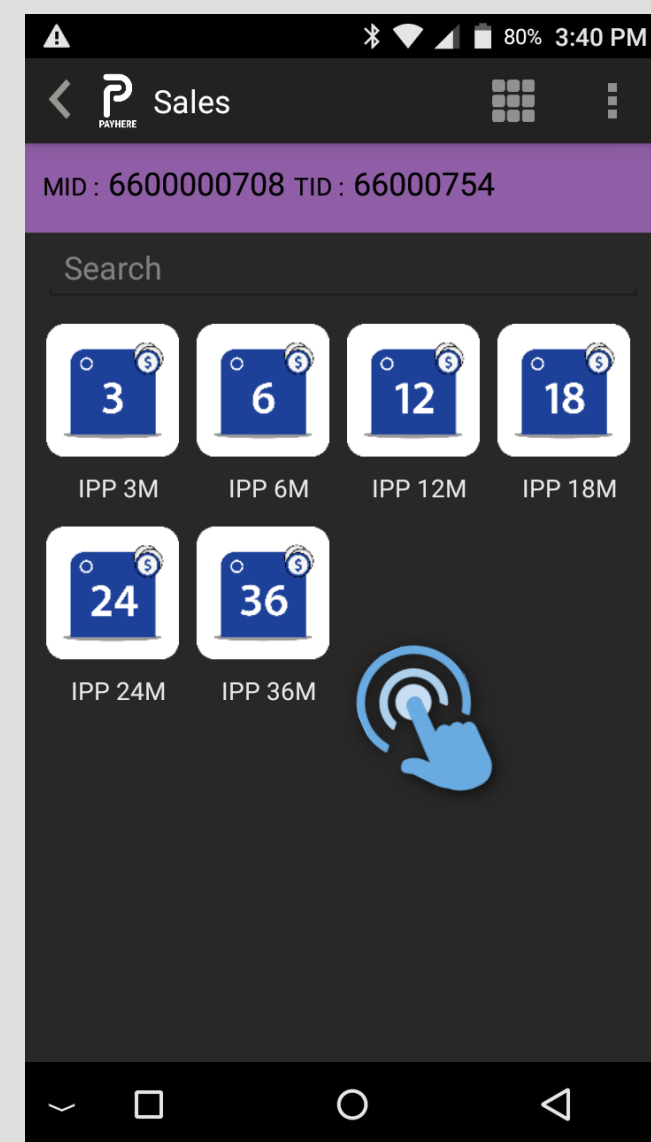 80% 3:40 PM
PAYHERE Sales
MID : 6600000708 TID : 66000754
Search
3 6 12 18
IPP 3M IPP 6M IPP 12M IPP 18M
24 36
IPP 24M IPP 36M